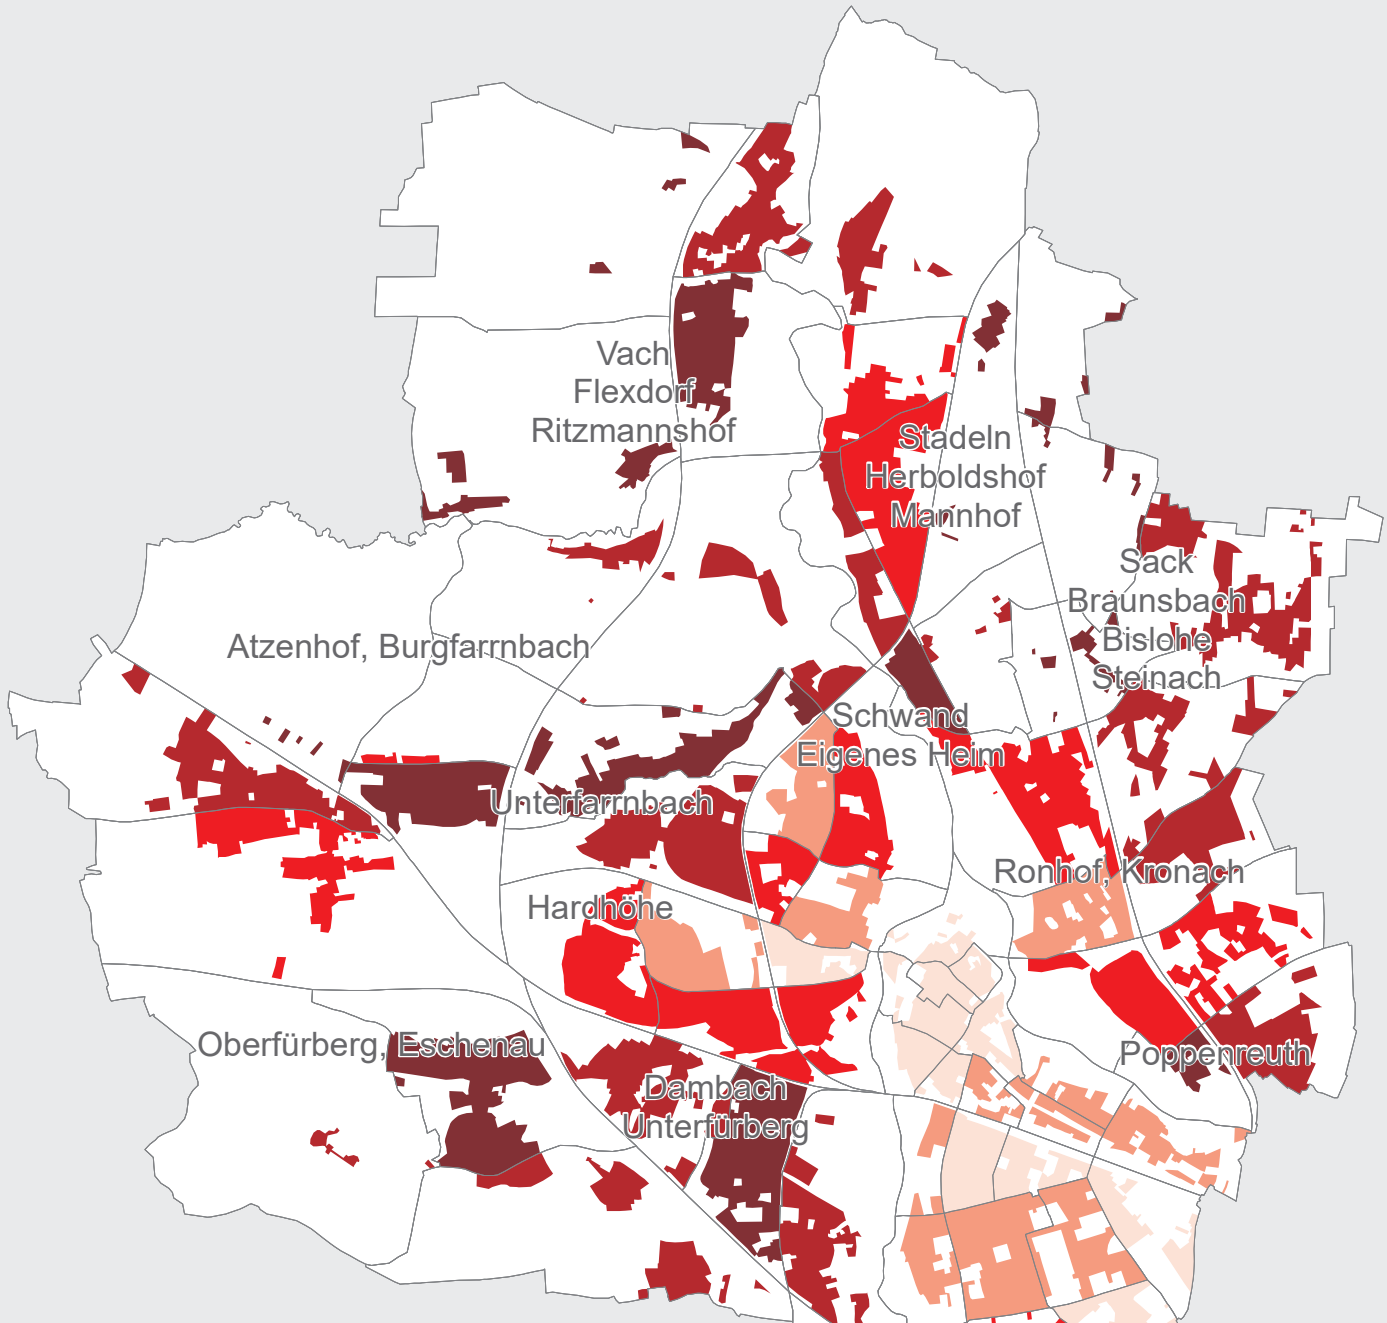 Vach
Flexdorf
Ritzmannshof
Stadeln
Herboldshof
Mannhof
Sack
Braunsbach
Bislohe
Steinach
Atzenhof, Burgfarrnbach
Schwand
Eigenes Heim
Unterfarrnbach
Ronhof, Kronach
Hardhöhe
Oberfürberg, Eschenau
Poppenreuth
Dambach
Unterfürberg